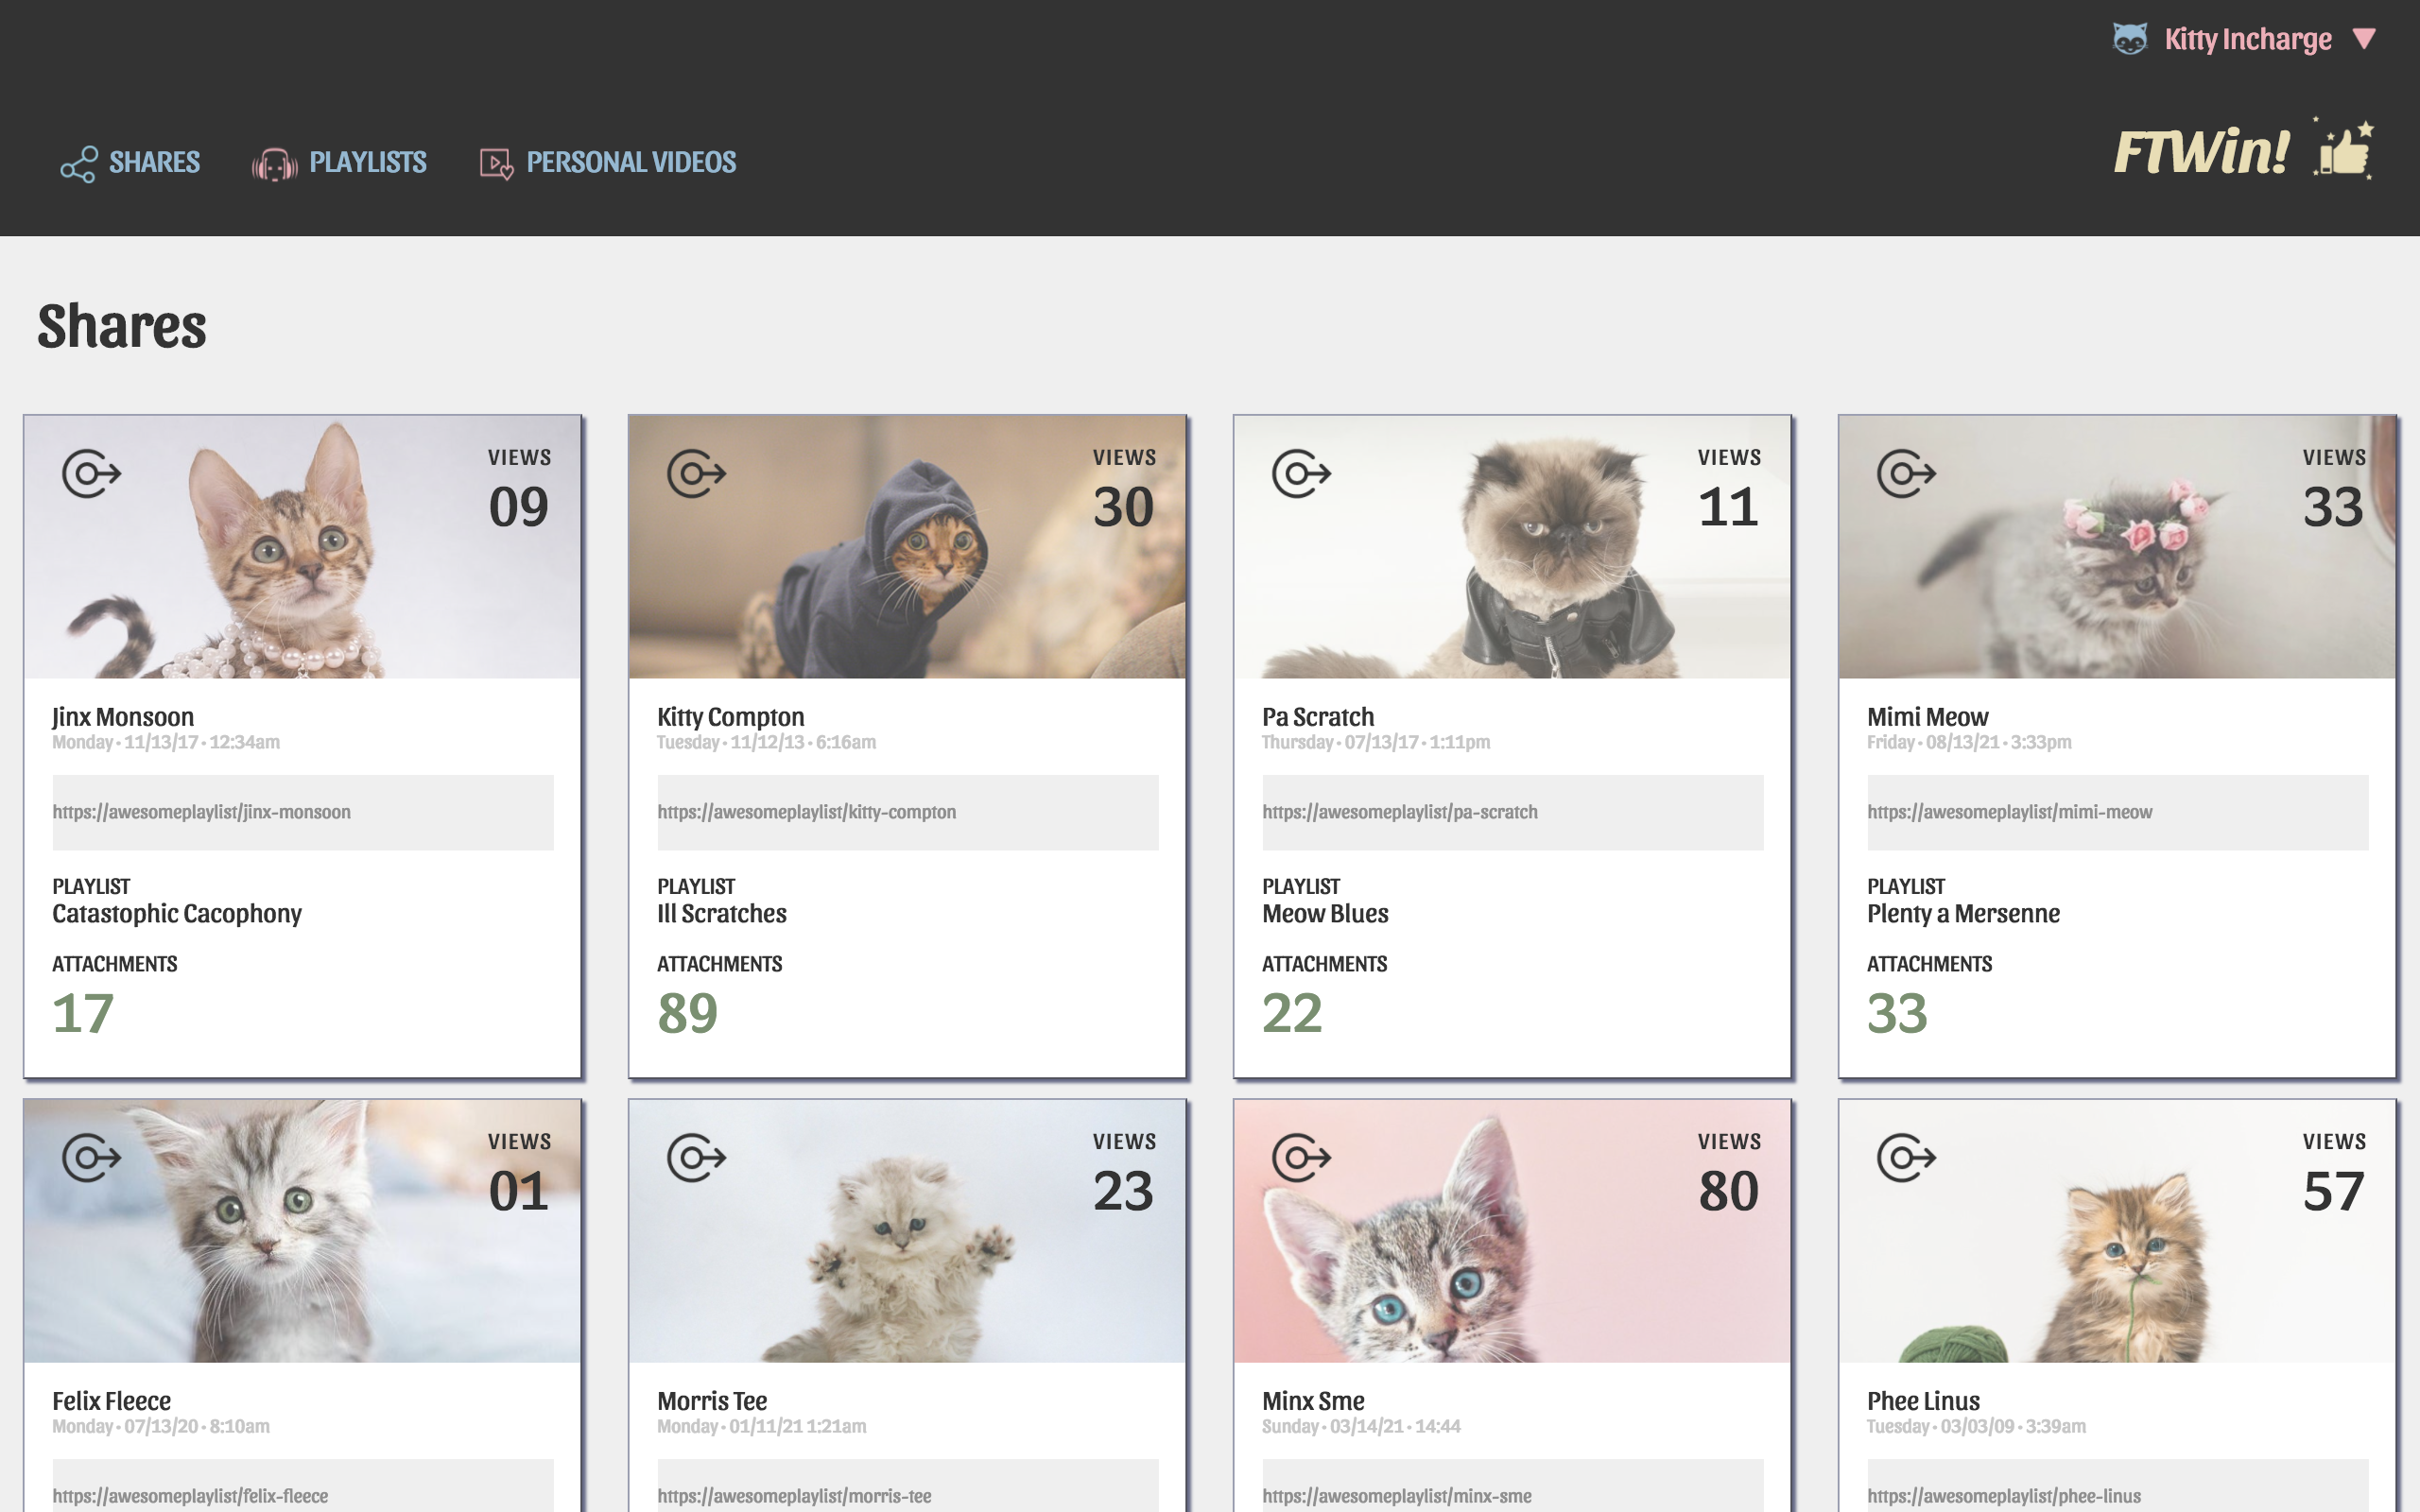 Kitty Incharge
SHARES
PLAYLISTS
PERSONAL VIDEOS
FTWin!
Shares
VIEWS
09
Jinx Monsoon
Monday • 11/13/17 • 12:34am
https://awesomeplaylist/jinx-monsoon
PLAYLIST
Catastophic Cacophony
ATTACHMENTS
17
VIEWS
30
Kitty Compton
Tuesday • 11/12/13 • 6:16am
https://awesomeplaylist/kitty-compton
PLAYLIST
Ill Scratches
ATTACHMENTS
89
VIEWS
11
Pa Scratch
Thursday • 07/13/17 • 1:11pm
https://awesomeplaylist/pa-scratch
PLAYLIST
Meow Blues
ATTACHMENTS
22
VIEWS
33
Mimi Meow
Friday • 08/13/21 • 3:33pm
https://awesomeplaylist/mimi-meow
PLAYLIST
Plenty a Mersenne
ATTACHMENTS
33
VIEWS
01
Felix Fleece
Monday • 07/13/20 • 8:10am
https://awesomeplaylist/felix-fleece
VIEWS
23
Morris Tee
Monday • 01/11/21 1:21am
https://awesomeplaylist/morris-tee
VIEWS
80
Minx Sme
Sunday • 03/14/21 • 14:44
https://awesomeplaylist/minx-sme
VIEWS
57
Phee Linus
Tuesday • 03/03/09 • 3:39am
https://awesomeplaylist/phee-linus